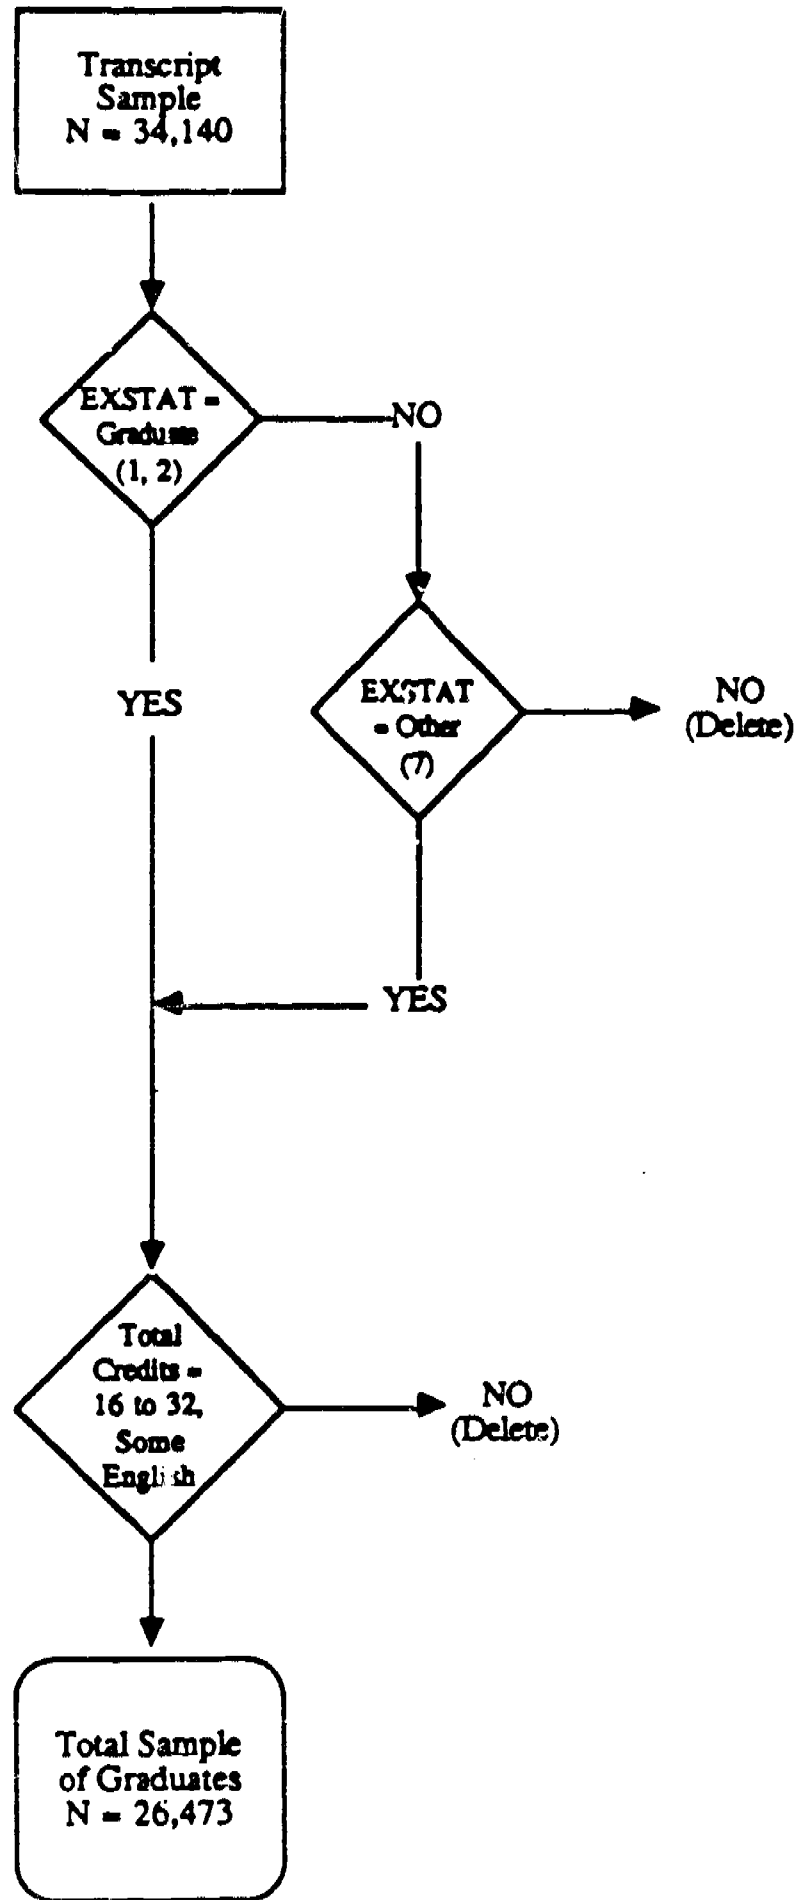 Transcript
Sample
N = 34,140
EXSTAT =
Graduate
(1, 2)
NO
YES
EXSTAT
= Other
(7)
NO
(Delete)
YES
Total
Credits =
16 to 32,
Some
English
NO
(Delete)
Total Sample
of Graduates
N = 26,473